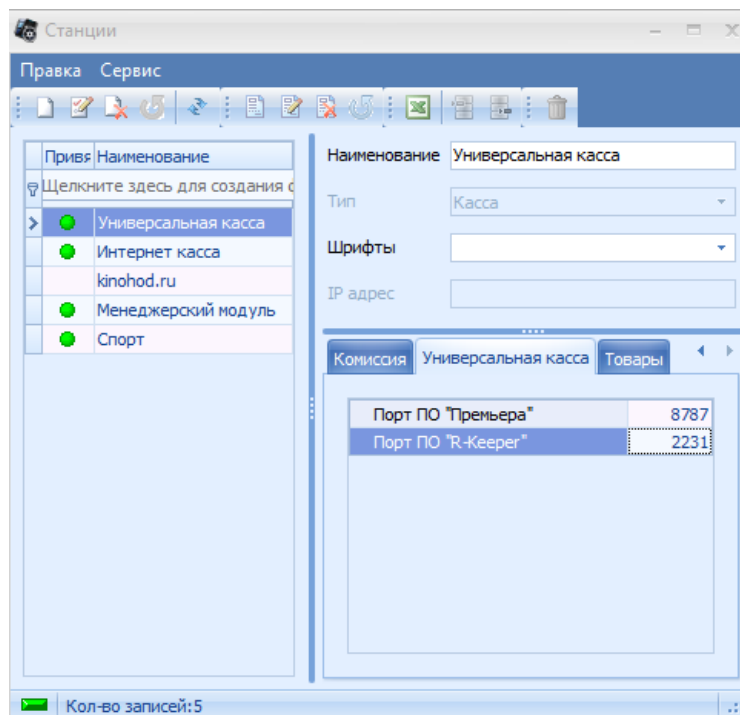 Станции
Правка Сервис
Привя Наименование
Щелкните здесь для создания
Универсальная касса
Интернет касса
kinohod.ru
Менеджерский модуль
Спорт
Наименование Универсальная касса
Тип Касса
Шрифты
IP адрес
Комиссия Универсальная касса Товары
Порт ПО "Премьера" 8787
Порт ПО "R-Keeper" 2231
Кол-во записей:5